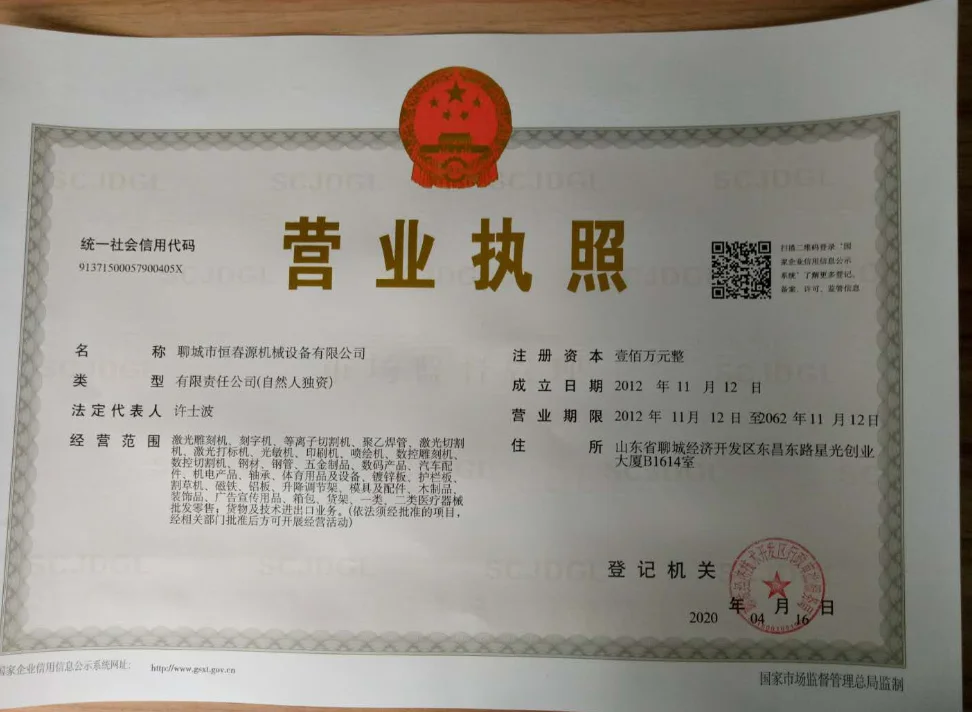 营业执照
统一社会信用代码
91371500057900405X
扫描二维码登录"国
家企业信用信息公示
系统"了解更多登记、
备案、许可、监管信息
名 称 聊城市恒春源机械设备有限公司
类 型 有限责任公司(自然人独资)
法定代表人 许士波
经营范围 激光雕刻机、刻字机、等离子切割机、聚乙焊管、激光切割
机、激光打标机、光敏机、印刷机、喷绘机、数控雕刻机、
数控切割机、钢材、钢管、五金制品、数码产品、汽车配
件、机电产品、轴承、体育用品及设备、镀锌板、护栏板、
割草机、磁铁、铝板、升降调节架、模具及配件、木制品、
装饰品、广告宣传用品、箱包、货架、一类、二类医疗器械
批发零售；货物及技术进出口业务。(依法须经批准的项目，
经相关部门批准后方可开展经营活动)
注册资本 壹佰万元整
成立日期 2012 年 11 月 12 日
营业期限 2012 年 11月 12 日 至2062 年 11 月 12日
住 所 山东省聊城经济开发区东昌东路星光创业
大厦B1614室
登记机关
2020 年 04 月 16 日
国家企业信用信息公示系统网址：
http://www.gsxt.gov.cn
国家市场监督管理总局监制
SCJDGL